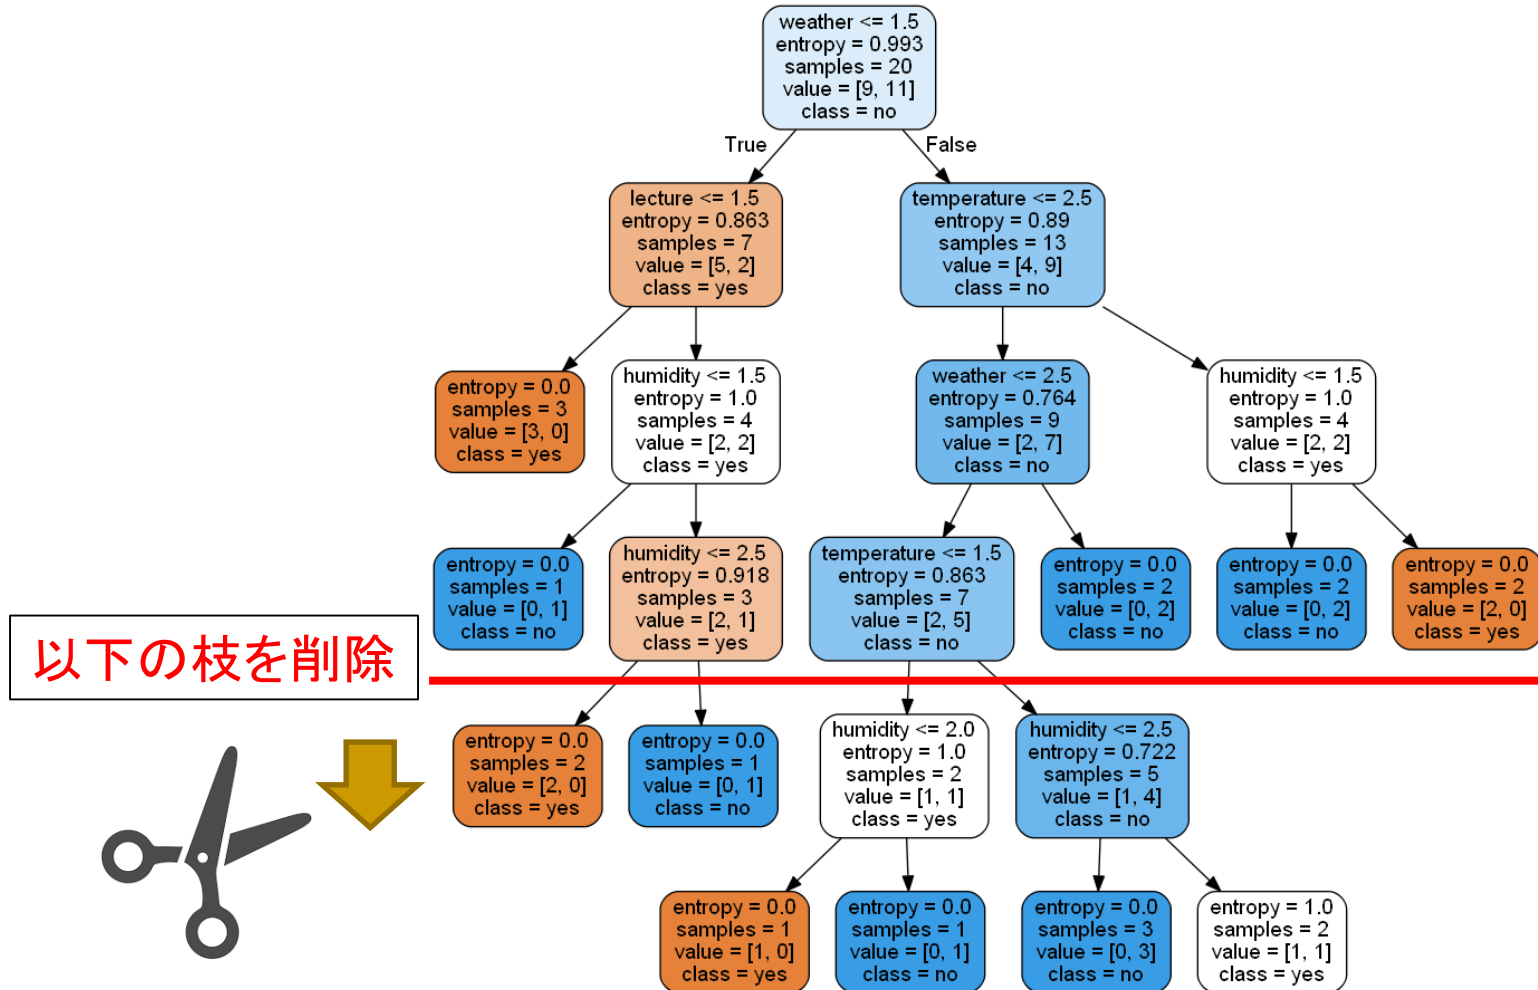 weather <= 1.5
entropy = 0.993
samples = 20
value = [9, 11]
class = no
True
False
lecture <= 1.5
entropy = 0.863
samples = 7
value = [5, 2]
class = yes
temperature <= 2.5
entropy = 0.89
samples = 13
value = [4, 9]
class = no
entropy = 0.0
samples = 3
value = [3, 0]
class = yes
humidity <= 1.5
entropy = 1.0
samples = 4
value = [2, 2]
class = yes
weather <= 2.5
entropy = 0.764
samples = 9
value = [2, 7]
class = no
humidity <= 1.5
entropy = 1.0
samples = 4
value = [2, 2]
class = yes
entropy = 0.0
samples = 1
value = [0, 1]
class = no
humidity <= 2.5
entropy = 0.918
samples = 3
value = [2, 1]
class = yes
temperature <= 1.5
entropy = 0.863
samples = 7
value = [2, 5]
class = no
entropy = 0.0
samples = 2
value = [0, 2]
class = no
entropy = 0.0
samples = 2
value = [0, 2]
class = no
entropy = 0.0
samples = 2
value = [2, 0]
class = yes
以下の枝を削除
entropy = 0.0
samples = 2
value = [2, 0]
class = yes
entropy = 0.0
samples = 1
value = [0, 1]
class = no
humidity <= 2.0
entropy = 1.0
samples = 2
value = [1, 1]
class = yes
humidity <= 2.5
entropy = 0.722
samples = 5
value = [1, 4]
class = no
entropy = 0.0
samples = 1
value = [1, 0]
class = yes
entropy = 0.0
samples = 1
value = [0, 1]
class = no
entropy = 0.0
samples = 3
value = [0, 3]
class = no
entropy = 1.0
samples = 2
value = [1, 1]
class = yes